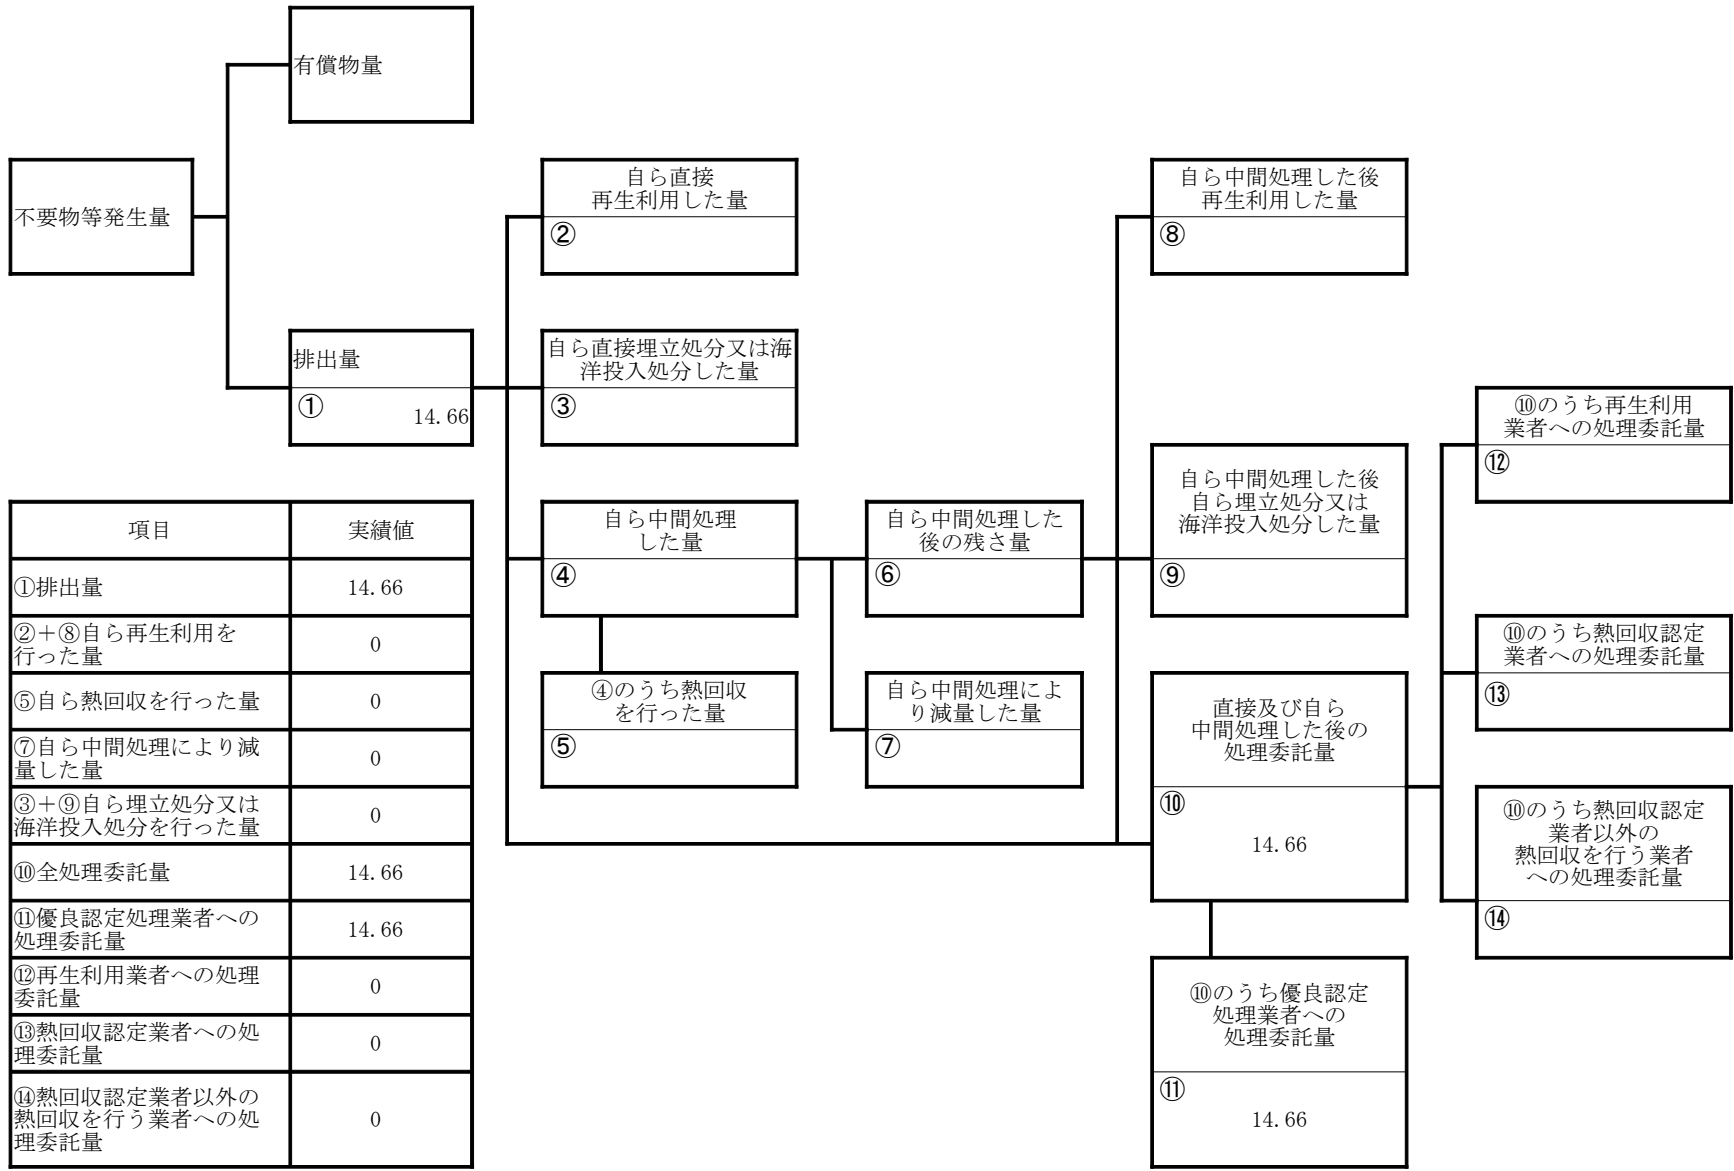 有償物量
不要物等発生量
自ら直接
再生利用した量
②
自ら中間処理した後
再生利用した量
⑧
排出量
①
14.66
自ら直接埋立処分又は海
洋投入処分した量
③
⑩のうち再生利用
業者への処理委託量
⑫
自ら中間処理
した量
④
自ら中間処理した
後の残さ量
⑥
自ら中間処理した後
自ら埋立処分又は
海洋投入処分した量
⑨
④のうち熱回収
を行った量
⑤
自ら中間処理によ
り減量した量
⑦
直接及び自ら
中間処理した後の
処理委託量
⑩
14.66
⑩のうち熱回収認定
業者への処理委託量
⑬
⑩のうち熱回収認定
業者以外の
熱回収を行う業者
への処理委託量
⑭
⑩のうち優良認定
処理業者への
処理委託量
⑪
14.66
項目 実績値
①排出量 14.66
②+⑧自ら再生利用を
行った量 0
⑤自ら熱回収を行った量 0
⑦自ら中間処理により減
量した量 0
③+⑨自ら埋立処分又は
海洋投入処分を行った量 0
⑩全処理委託量 14.66
⑪優良認定処理業者への
処理委託量 14.66
⑫再生利用業者への処理
委託量 0
⑬熱回収認定業者への処
理委託量 0
⑭熱回収認定業者以外の
熱回収を行う業者への処
理委託量 0